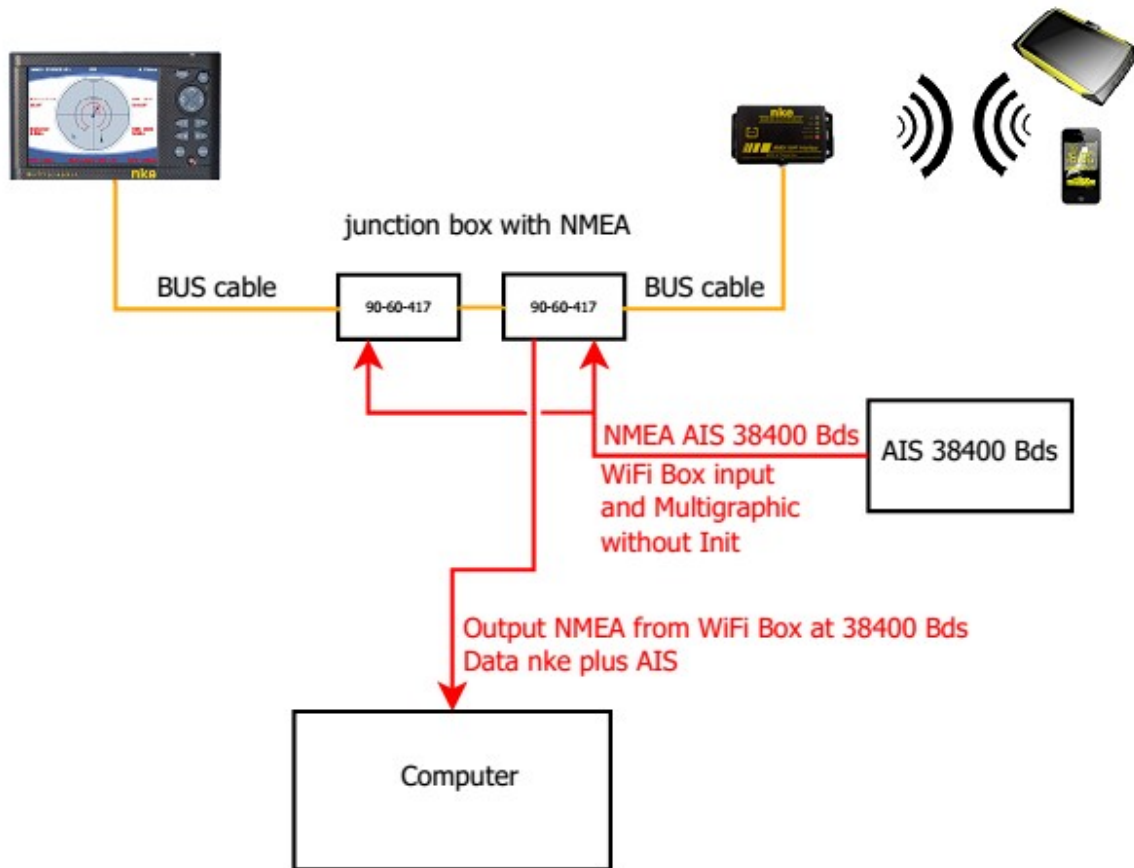 nke
Multigraphic nke
junction box with NMEA
BUS cable
90-60-417
90-60-417
BUS cable
NMEA AIS 38400 Bds
AIS 38400 Bds
WiFi Box input
and Multigraphic
without Init
Output NMEA from WiFi Box at 38400 Bds
Data nke plus AIS
Computer